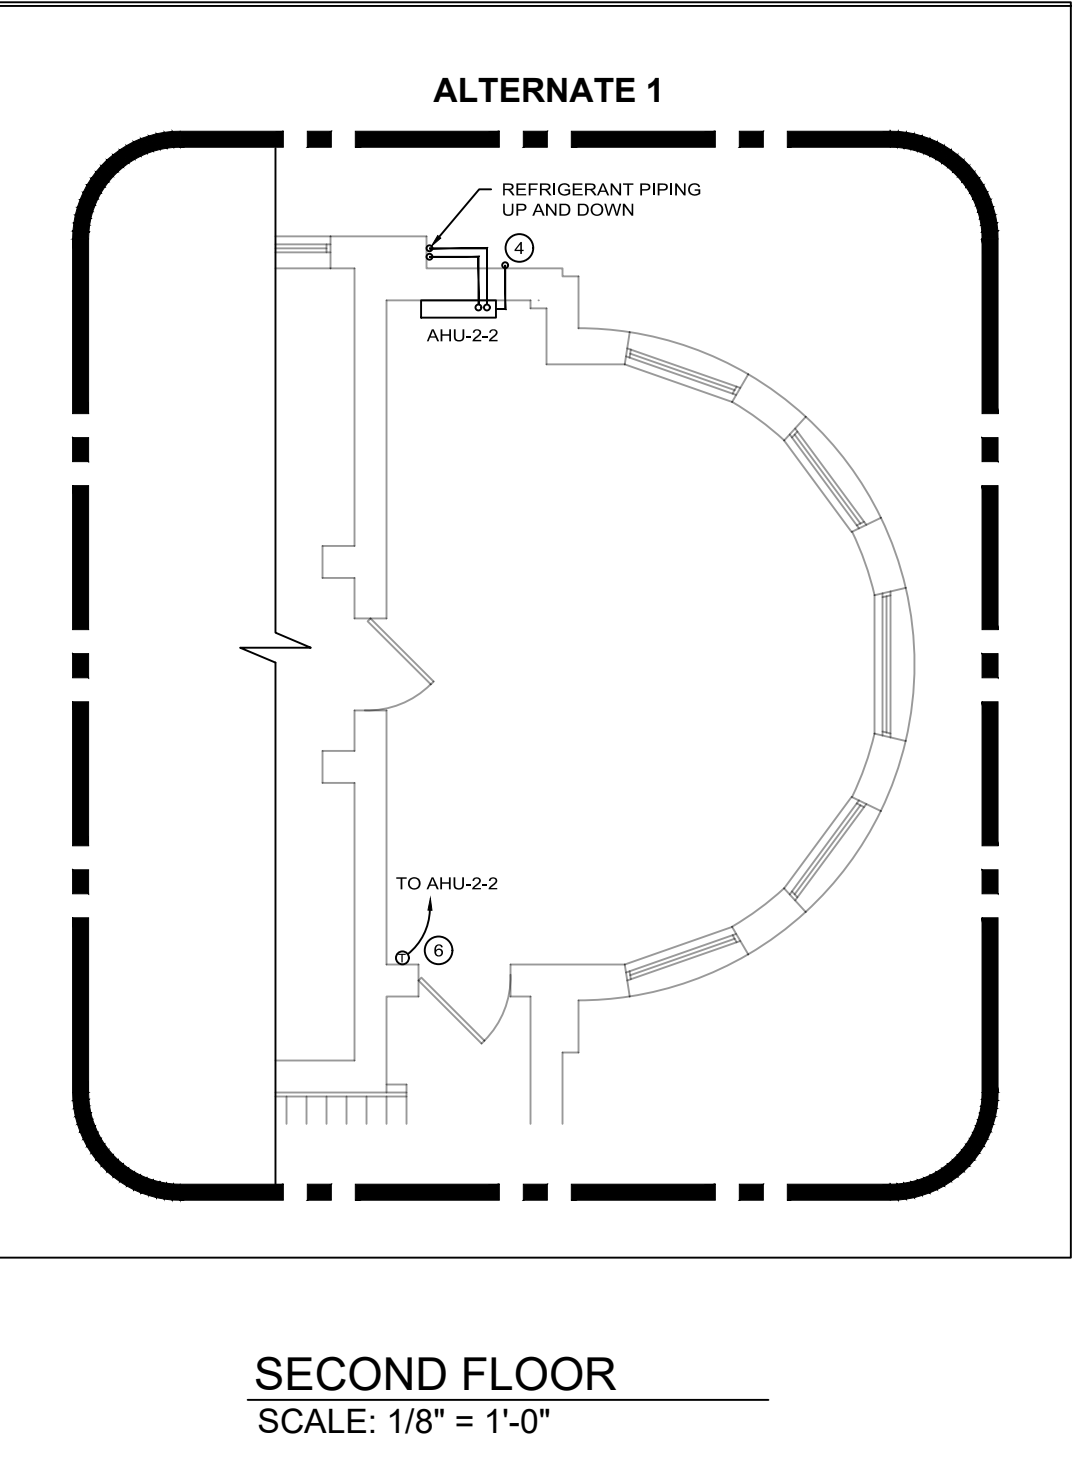 ALTERNATE 1
REFRIGERANT PIPING
UP AND DOWN
4
AHU-2-2
TO AHU-2-2
T
6
SECOND FLOOR
SCALE: 1/8" = 1'-0"